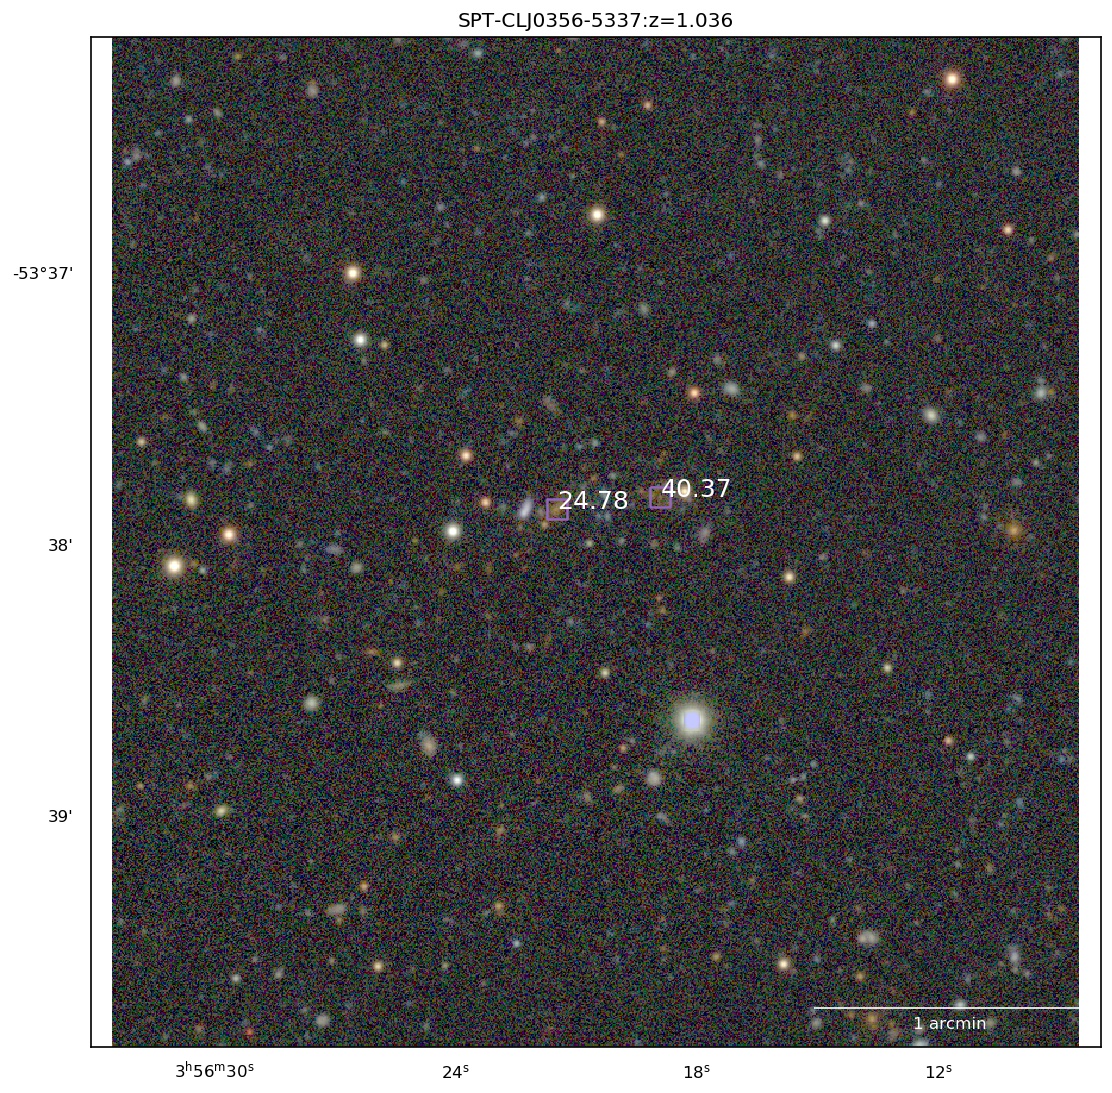 SPT-CLJ0356-5337:z=1.036
-53°37'
24.78
40.37
38'
39'
1 arcmin
3ʰ56ᵐ30ˢ 24ˢ 18ˢ 12ˢ